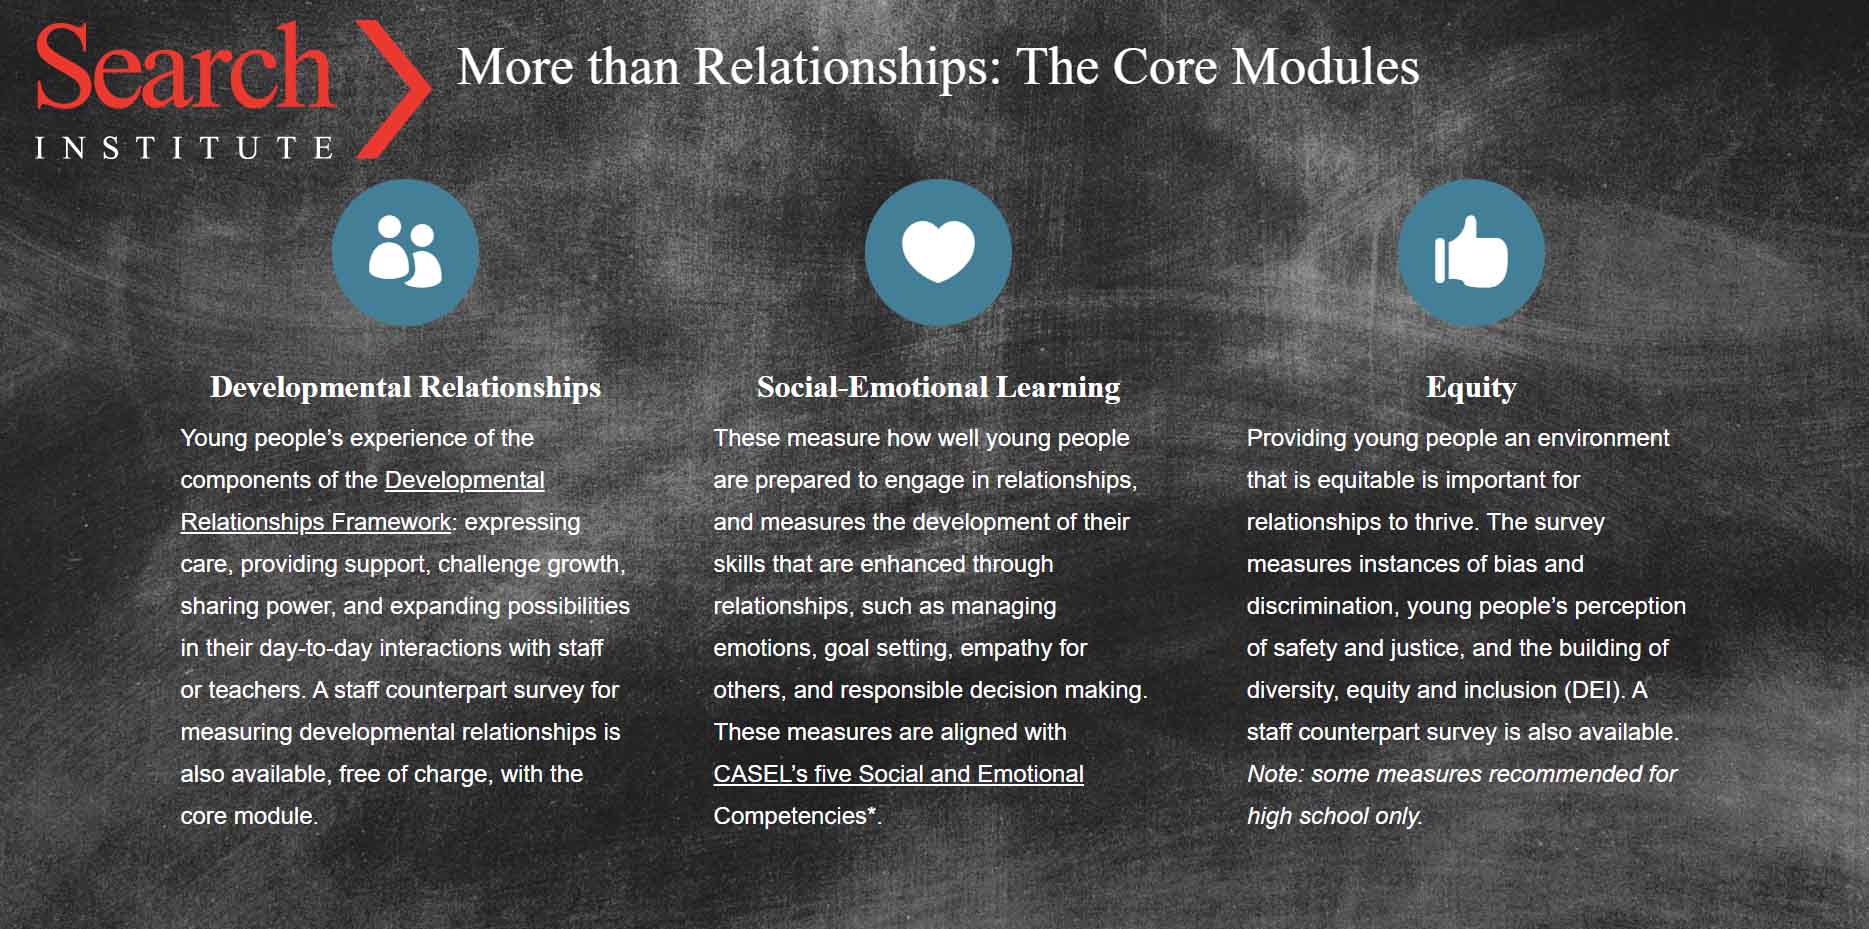 Search
INSTITUTE
More than Relationships: The Core Modules
Developmental Relationships
Young people’s experience of the
components of the Developmental
Relationships Framework: expressing
care, providing support, challenge growth,
sharing power, and expanding possibilities
in their day-to-day interactions with staff
or teachers. A staff counterpart survey for
measuring developmental relationships is
also available, free of charge, with the
core module.
Social-Emotional Learning
These measure how well young people
are prepared to engage in relationships,
and measures the development of their
skills that are enhanced through
relationships, such as managing
emotions, goal setting, empathy for
others, and responsible decision making.
These measures are aligned with
CASEL’s five Social and Emotional
Competencies*.
Equity
Providing young people an environment
that is equitable is important for
relationships to thrive. The survey
measures instances of bias and
discrimination, young people’s perception
of safety and justice, and the building of
diversity, equity and inclusion (DEI). A
staff counterpart survey is also available.
Note: some measures recommended for
high school only.